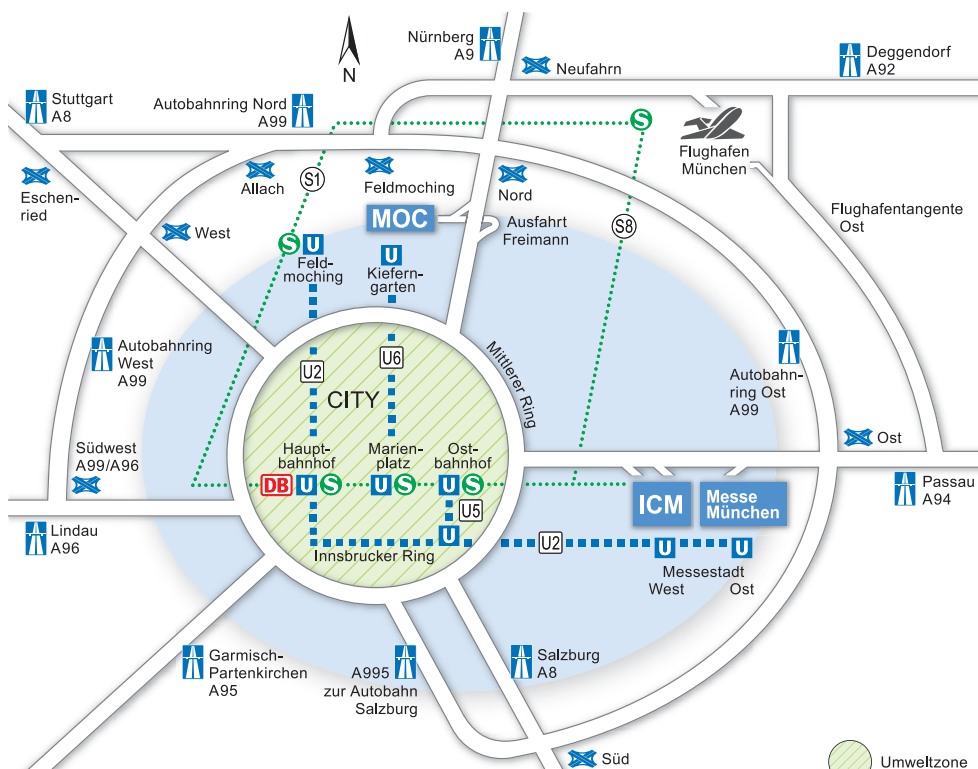 Nürnberg
A9
N
Neufahrn
Deggendorf
A92
Stuttgart
A8
Autobahnring Nord
A99
S
Flughafen
München
Eschen-
ried
Allach
S1
Feldmoching
Nord
MOC
Ausfahrt
Freimann
S8
Flughafentangente
Ost
West
S U
Feld-
moching
U
Kiefern-
garten
Autobahnring
West
A99
U2
U6
Mittlerer Ring
Autobahn-
ring Ost
A99
CITY
Südwest
A99/A96
Haupt-
bahnhof
Marien-
platz
Ost-
bahnhof
Ost
DB U S
U S
U S
ICM
Messe
München
Passau
A94
Lindau
A96
U5
U
Innsbrucker Ring
U2
U
U
Messestadt
West
Ost
Garmisch-
Partenkirchen
A95
A995
zur Autobahn
Salzburg
Salzburg
A8
Süd
Umweltzone